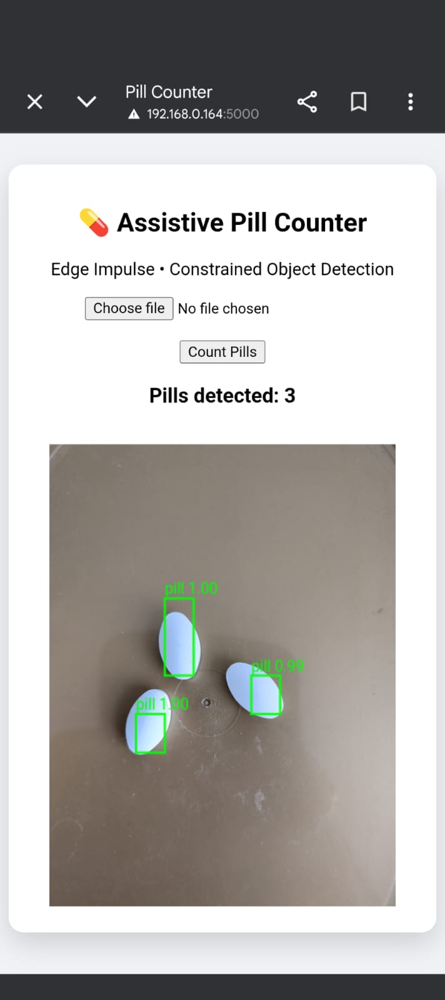 Pill Counter
192.168.0.164:5000
Assistive Pill Counter
Edge Impulse • Constrained Object Detection
Choose file No file chosen
Count Pills
Pills detected: 3
pill 1.00
pill 0.99
pill 1.00